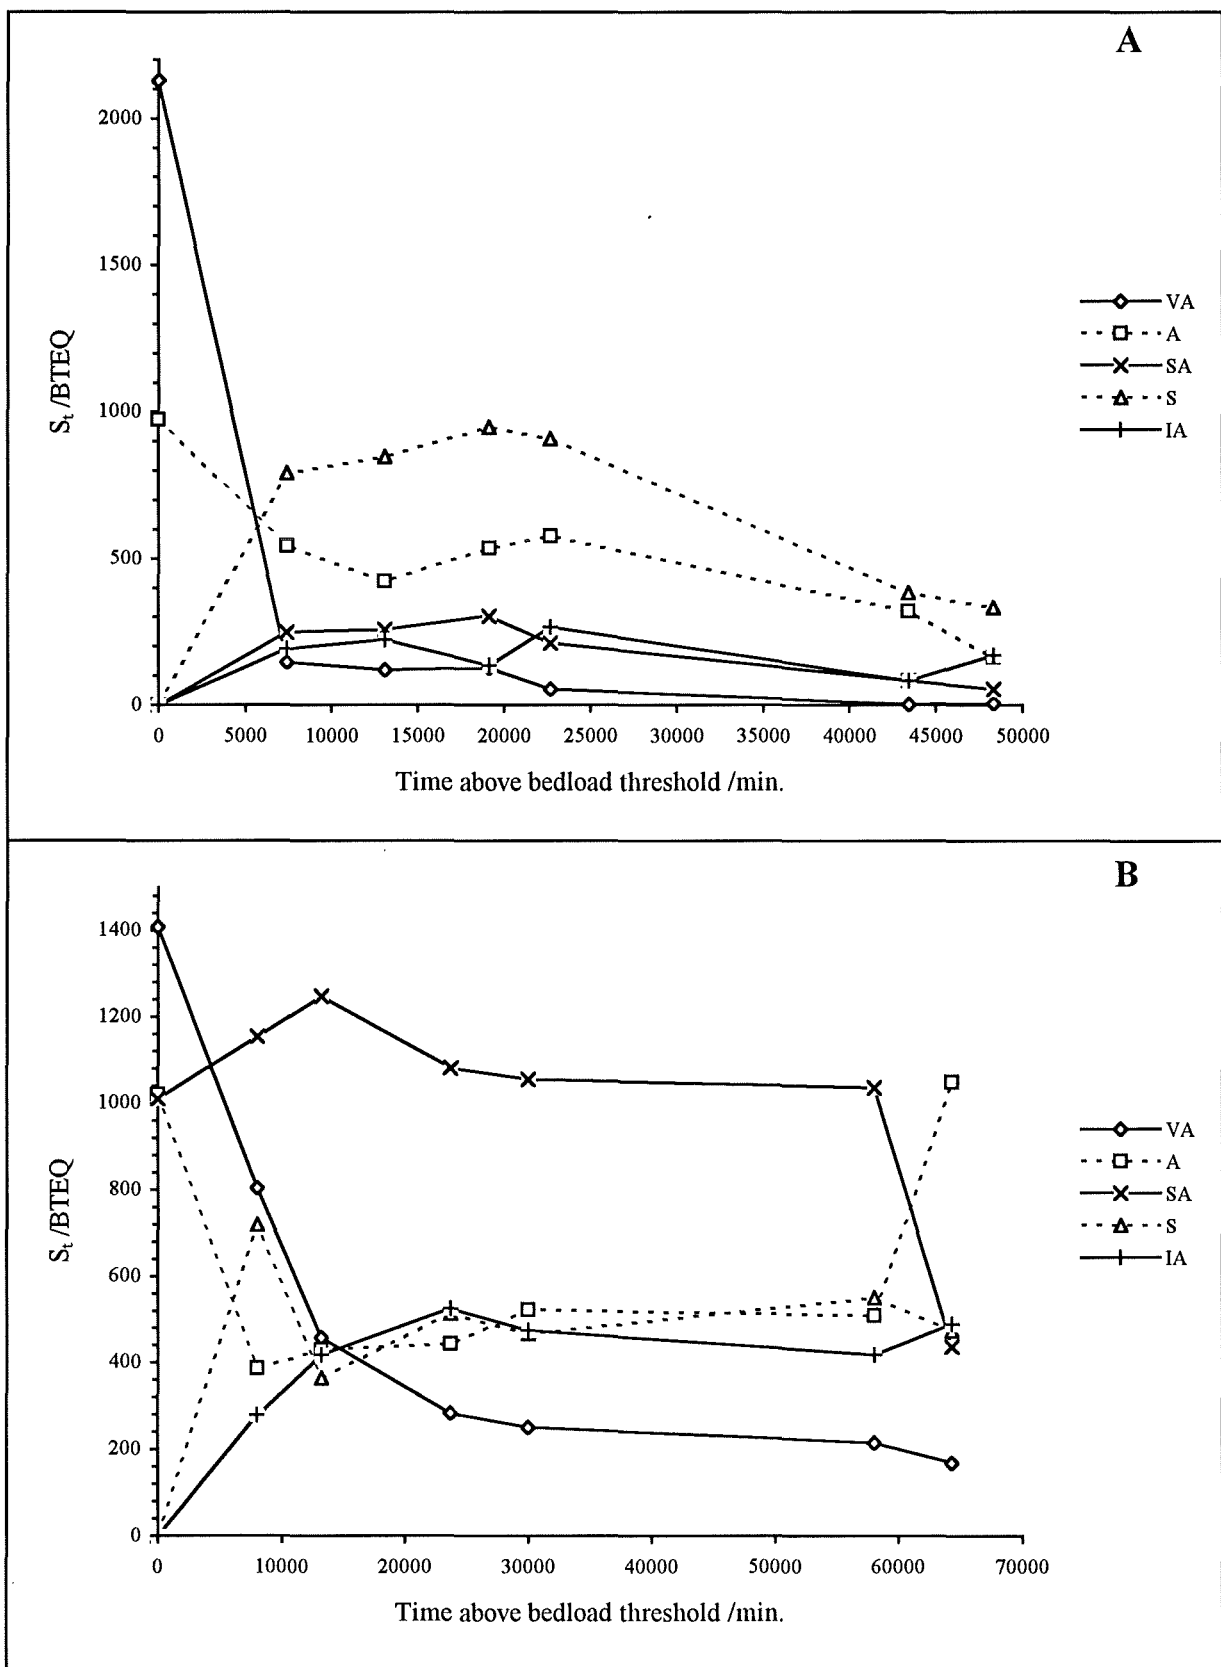 A
2000
1500
1000
500
0
S_t /BTEQ
0 5000 10000 15000 20000 25000 30000 35000 40000 45000 50000
Time above bedload threshold /min.
VA
A
SA
S
IA
B
1400
1200
1000
800
600
400
200
0
S_t /BTEQ
0 10000 20000 30000 40000 50000 60000 70000
Time above bedload threshold /min.
VA
A
SA
S
IA